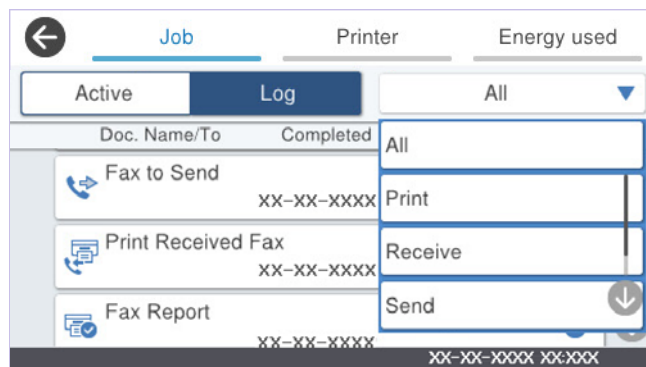 Job Printer Energy used
Active Log All
Doc. Name/To Completed
All
Fax to Send
XX-XX-XXXX
Print
Print Received Fax
XX-XX-XXXX
Receive
Fax Report
XX-XX-XXXX
Send
XX-XX-XXXX XX:XXX